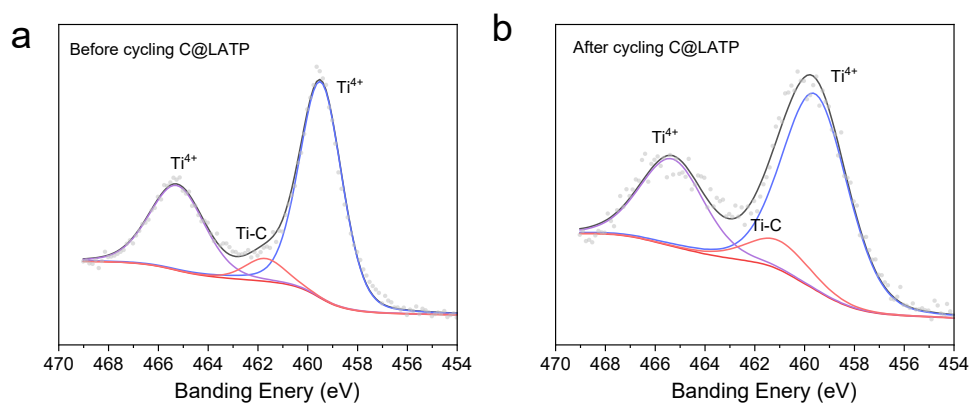 a
Before cycling C@LATP
Ti4+
Ti-C
Ti4+
470 468 466 464 462 460 458 456 454
Banding Enery (eV)
b
After cycling C@LATP
Ti4+
Ti-C
Ti4+
470 468 466 464 462 460 458 456 454
Banding Enery (eV)